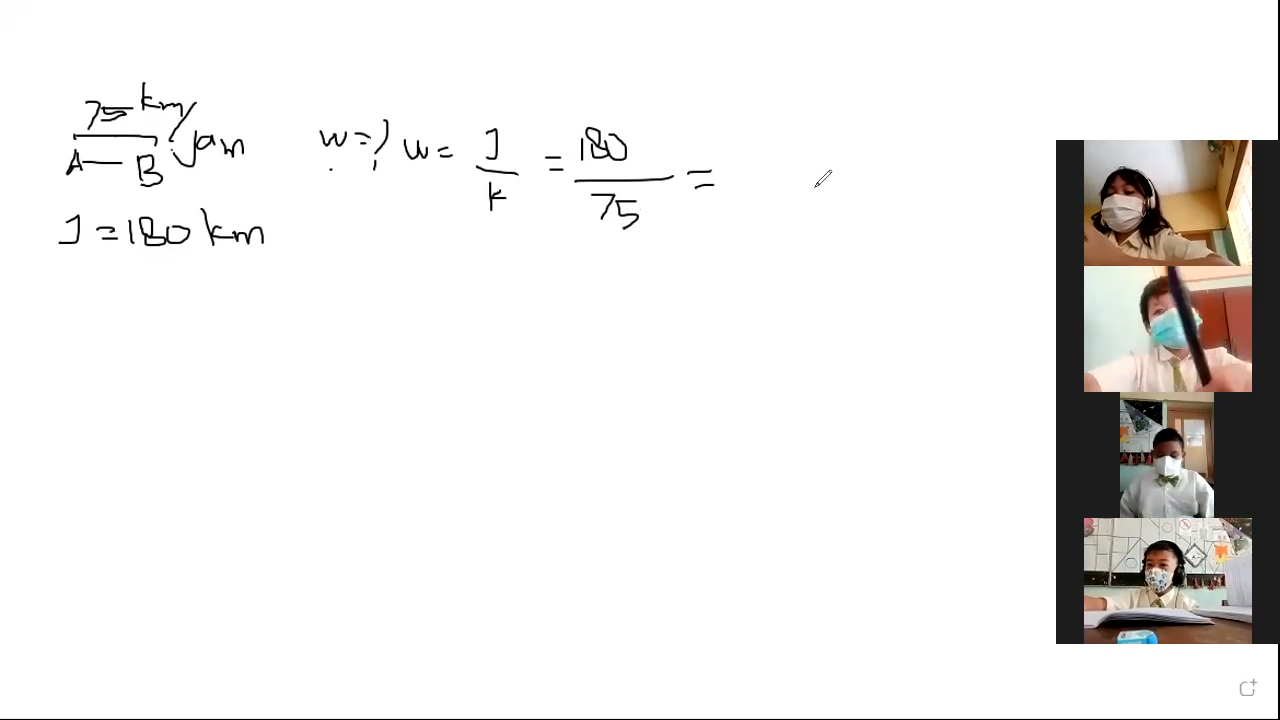 75 km/jam
A — B
J = 180 km
w = ? w = J/k = 180/75 =